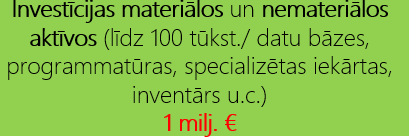 Investīcijas materiālos un nemateriālos
aktīvos (līdz 100 tūkst./ datu bāzes,
programmatūras, specializētas iekārtas,
inventārs u.c.)
1 milj. €